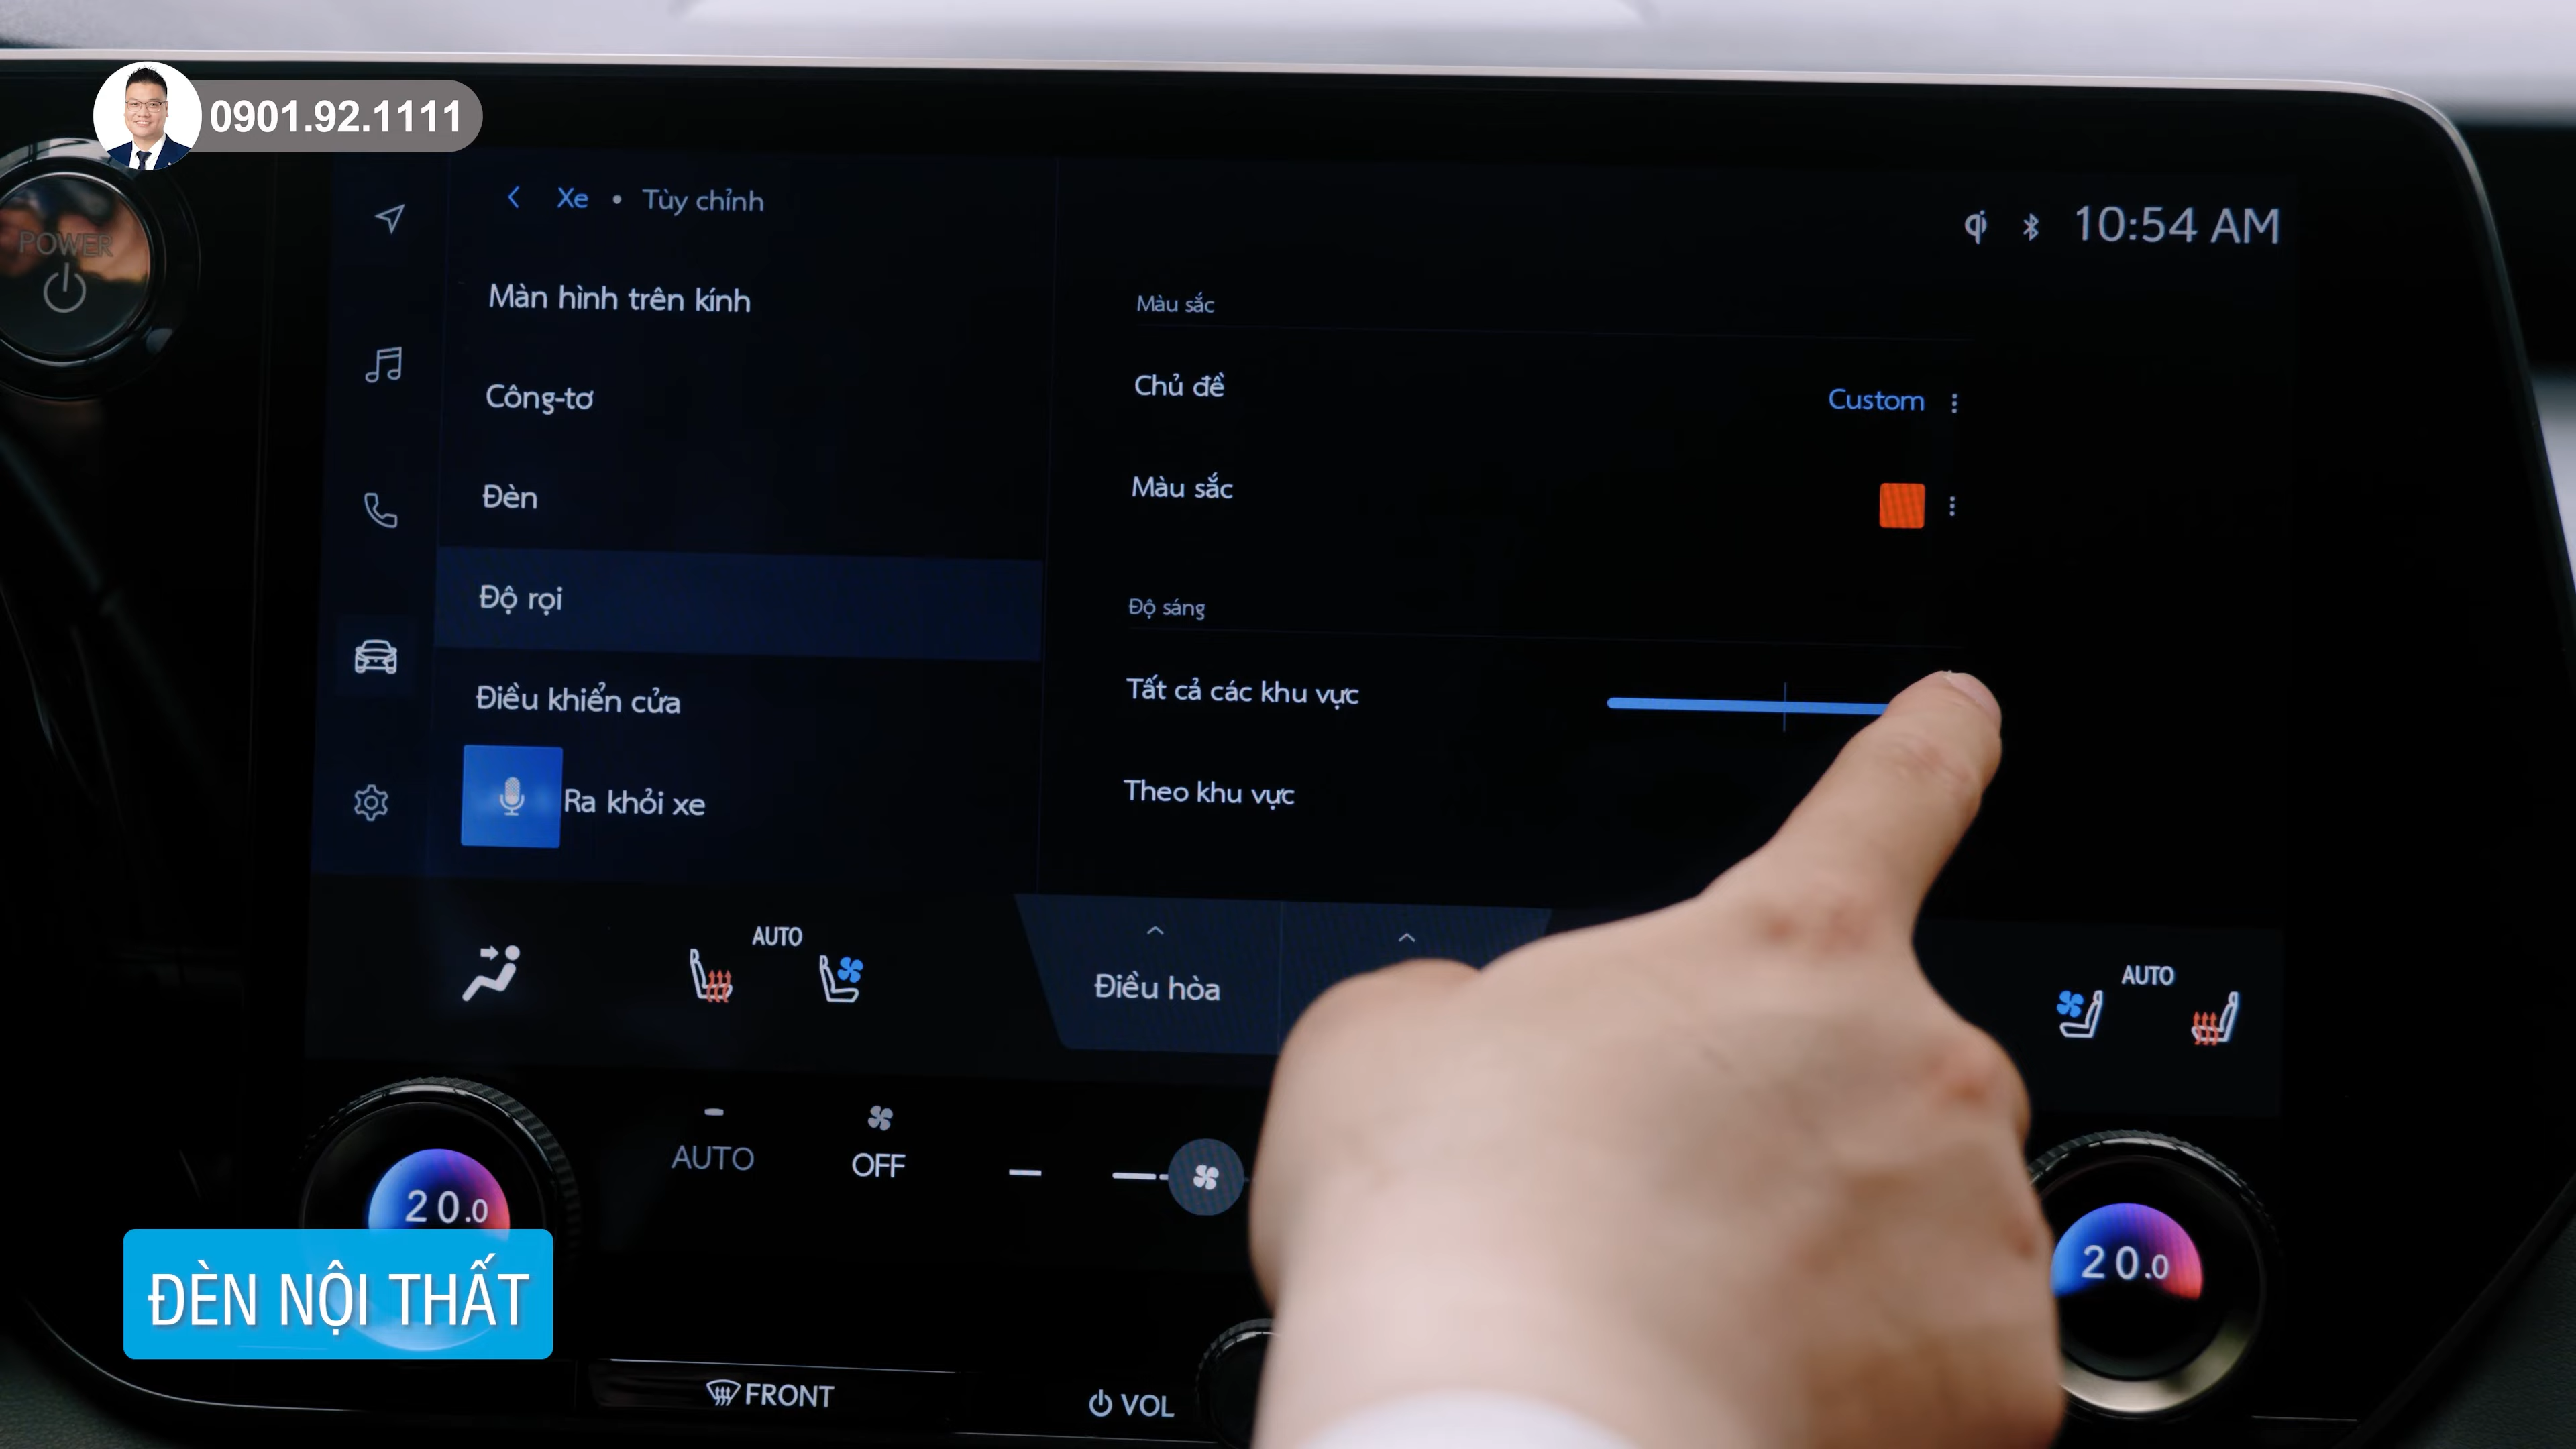 0901.92.1111
POWER
Xe • Tùy chỉnh
10:54 AM
Màn hình trên kính
Công-tơ
Đèn
Độ rọi
Điều khiển cửa
Ra khỏi xe
Màu sắc
Chủ đề
Custom
Màu sắc
Độ sáng
Tất cả các khu vực
Theo khu vực
AUTO
Điều hòa
AUTO
AUTO
OFF
20.0
20.0
ĐÈN NỘI THẤT
FRONT
VOL